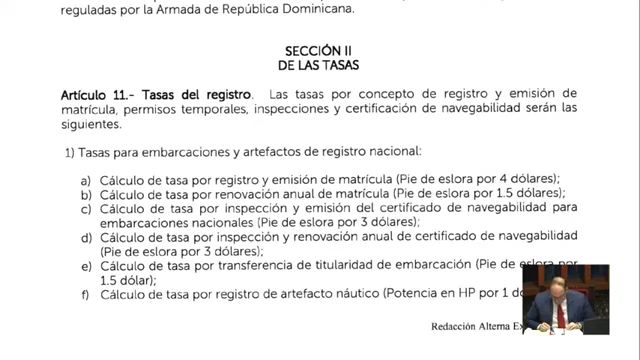 reguladas por la Armada de República Dominicana.
SECCIÓN II
DE LAS TASAS
Artículo 11.- Tasas del registro. Las tasas por concepto de registro y emisión de
matrícula, permisos temporales, inspecciones y certificación de navegabilidad serán las
siguientes.
1) Tasas para embarcaciones y artefactos de registro nacional:
a) Cálculo de tasa por registro y emisión de matrícula (Pie de eslora por 4 dólares);
b) Cálculo de tasa por renovación anual de matrícula (Pie de eslora por 1.5 dólares);
c) Cálculo de tasa por inspección y emisión del certificado de navegabilidad para
embarcaciones nacionales (Pie de eslora por 3 dólares);
d) Cálculo de tasa por inspección y renovación anual de certificado de navegabilidad
(Pie de eslora por 3 dólares);
e) Cálculo de tasa por transferencia de titularidad de embarcación (Pie de eslora por
1.5 dólar);
f) Cálculo de tasa por registro de artefacto náutico (Potencia en HP por 1
Redacción Alterna